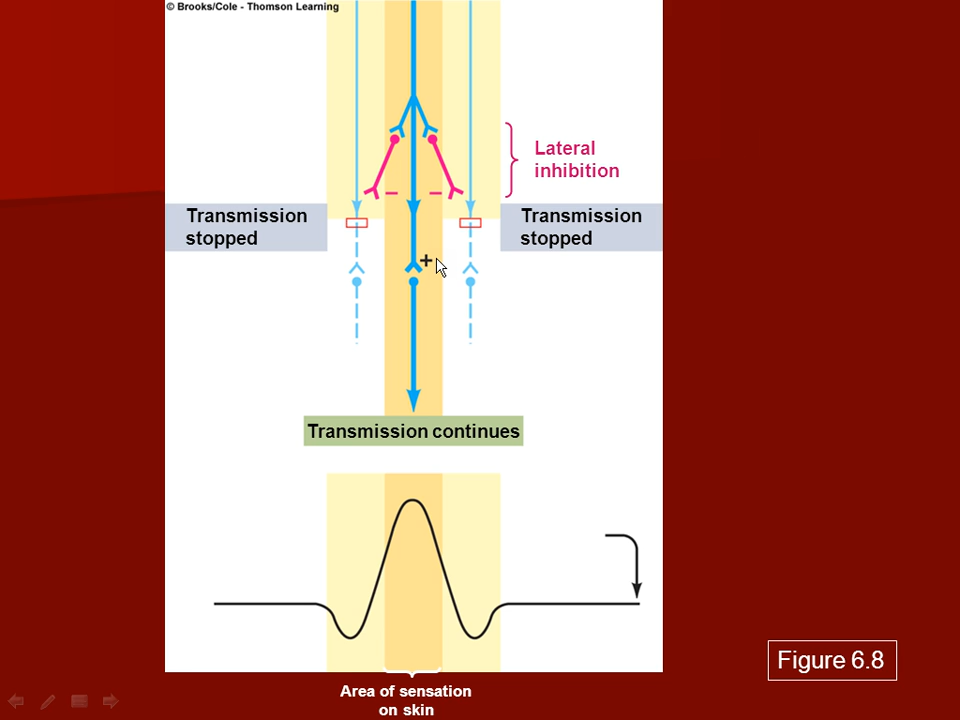 © Brooks/Cole - Thomson Learning
Lateral
inhibition
Transmission
stopped
Transmission
stopped
+
Transmission continues
Figure 6.8
Area of sensation
on skin